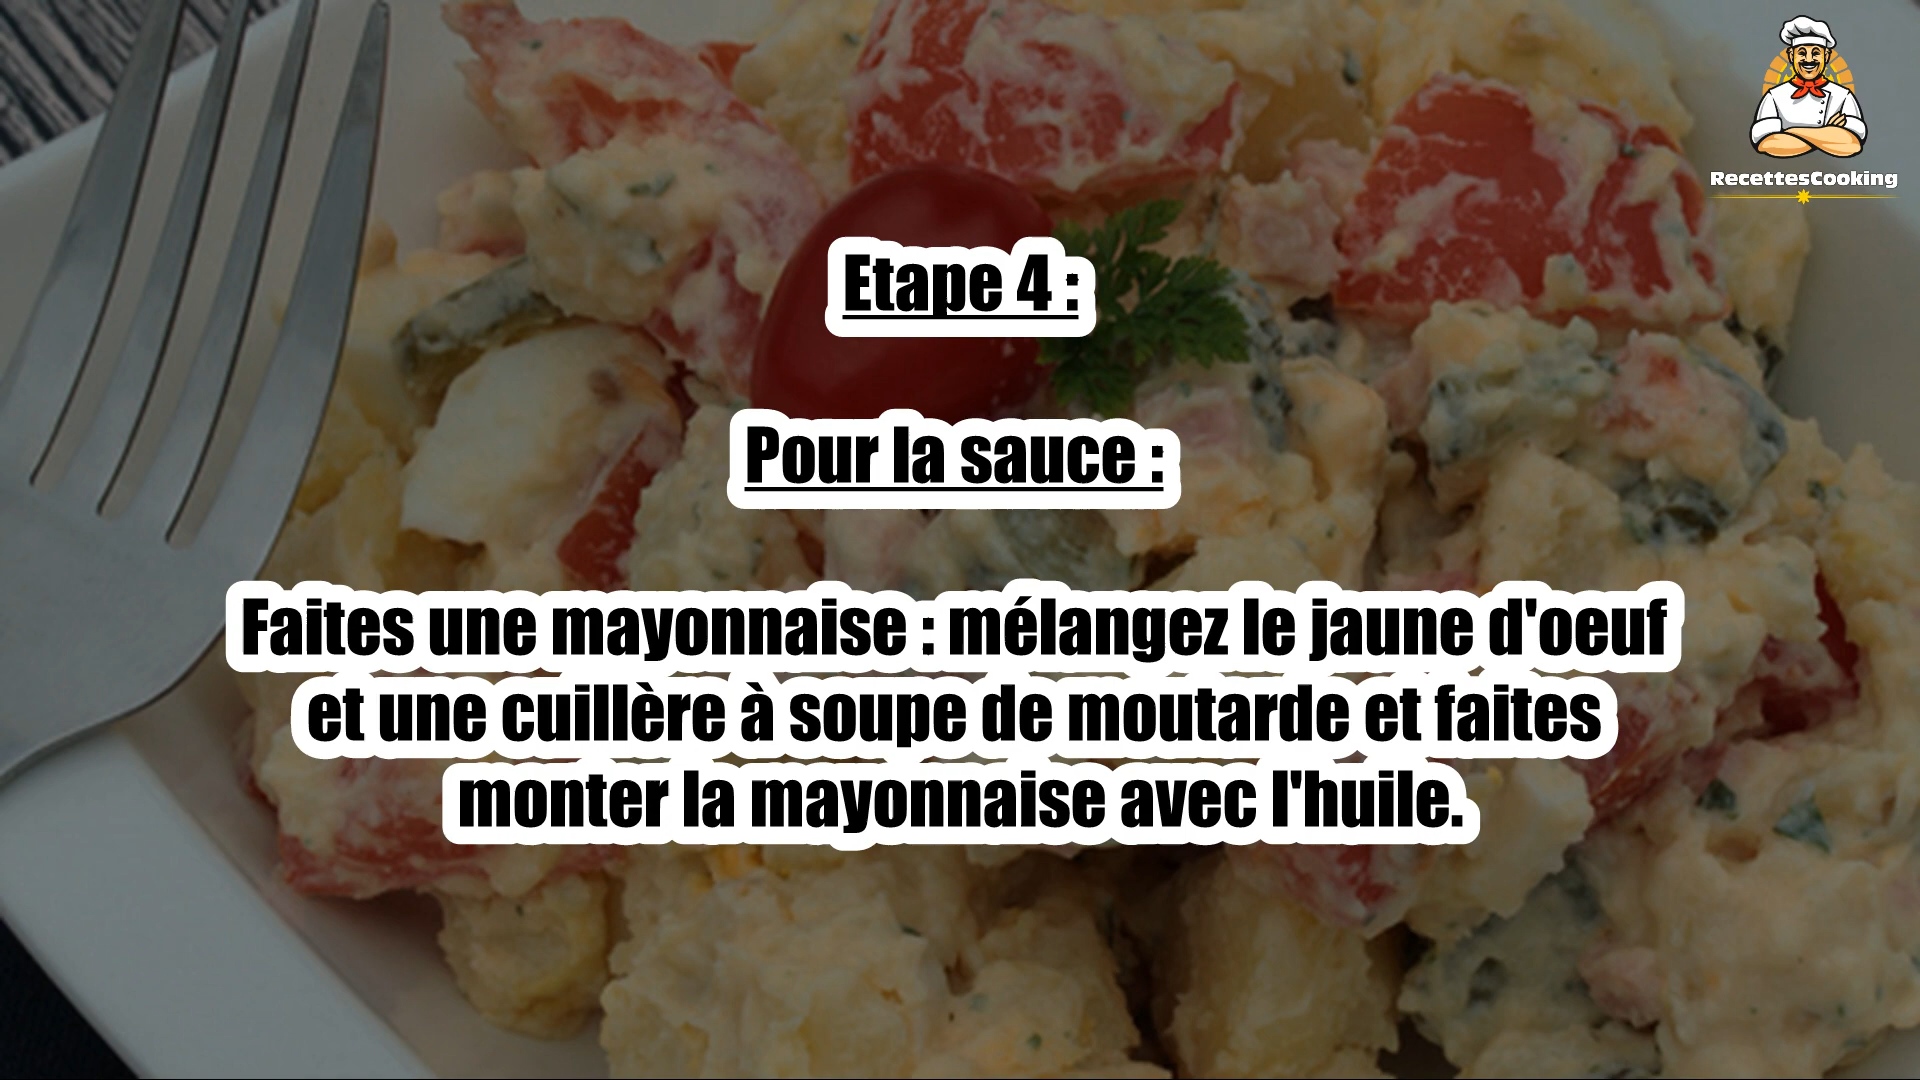 RecettesCooking
Etape 4 :
Pour la sauce :
Faites une mayonnaise : mélangez le jaune d'oeuf
et une cuillère à soupe de moutarde et faites
monter la mayonnaise avec l'huile.